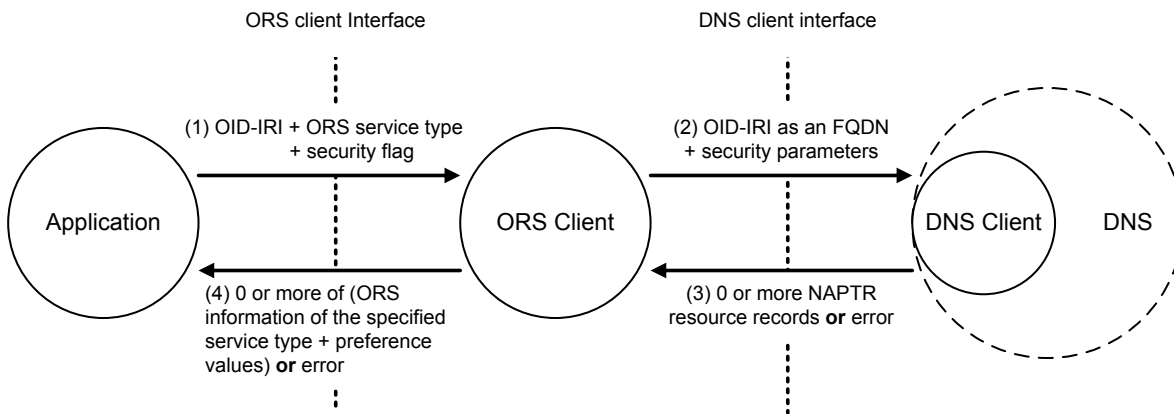 ORS client Interface
DNS client interface
(1) OID-IRI + ORS service type
+ security flag
(2) OID-IRI as an FQDN
+ security parameters
Application
ORS Client
DNS Client
DNS
(4) 0 or more of (ORS
information of the specified
service type + preference
values) or error
(3) 0 or more NAPTR
resource records or error